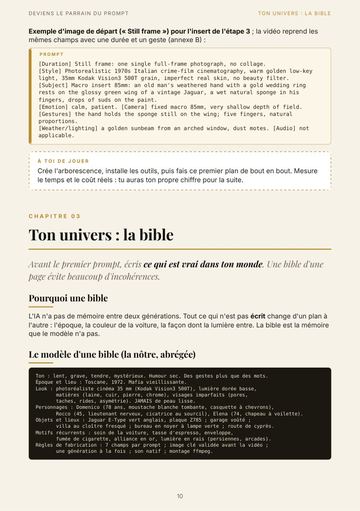 DEVIENS LE PARRAIN DU PROMPT
TON UNIVERS : LA BIBLE
Exemple d'image de départ (« Still frame ») pour l'insert de l'étape 3 ; la vidéo reprend les
mêmes champs avec une durée et un geste (annexe B) :
PROMPT
[Duration] Still frame: one single full-frame photograph, no collage.
[Style] Photorealistic 1970s Italian crime-film cinematography, warm golden low-key
light, 35mm Kodak Vision3 500T grain, imperfect real skin, no beauty filter.
[Subject] Macro insert 85mm: an old man's weathered hand with a gold wedding ring
rests on the glossy green wing of a vintage Jaguar, a wet natural sponge in his
fingers, drops of suds on the paint.
[Emotion] calm, patient. [Camera] fixed macro 85mm, very shallow depth of field.
[Gestures] the hand holds the sponge still on the wing; five fingers, natural
proportions.
[Weather/lighting] a golden sunbeam from an arched window, dust motes. [Audio] not
applicable.
À TOI DE JOUER
Crée l'arborescence, installe les outils, puis fais ce premier plan de bout en bout. Mesure
le temps et le coût réels : tu auras ton propre chiffre pour la suite.
CHAPITRE 03
Ton univers : la bible
Avant le premier prompt, écris ce qui est vrai dans ton monde. Une bible d'une
page évite beaucoup d'incohérences.
Pourquoi une bible
L'IA n'a pas de mémoire entre deux générations. Tout ce qui n'est pas écrit change d'un plan à
l'autre : l'époque, la couleur de la voiture, la façon dont la lumière entre. La bible est la mémoire
que le modèle n'a pas.
Le modèle d'une bible (la nôtre, abrégée)
Ton : lent, grave, tendre, mystérieux. Humour sec. Des gestes plus que des mots.
Époque et lieu : Toscane, 1972. Mafia vieillissante.
Look : photoréaliste cinéma 35 mm (Kodak Vision3 500T), lumière dorée basse,
matières (laine, cuir, pierre, chrome), visages imparfaits (pores,
taches, rides, asymétrie). JAMAIS de peau lisse.
Personnages : Domenico (78 ans, moustache blanche tombante, casquette à chevrons),
Rocco (45, lieutenant nerveux, cicatrice, borsalino), Elena (74, chapeau à voilette).
Objets et lieux : Jaguar Type V vert anglais, plaque Z765 ; garage voûté ;
villa au cloître fresqué ; bureau en noyer à lampe verte ; route de cyprès.
Motifs récurrents : soin de la voiture, tasse d'espresso, enveloppe,
fumée de cigarette, alliance en or, lumière en rais (persiennes, arcades).
Règles de fabrication : 7 champs par prompt ; image clé validée avant la vidéo ;
une génération à la fois ; son natif ; montage ffmpeg.
10